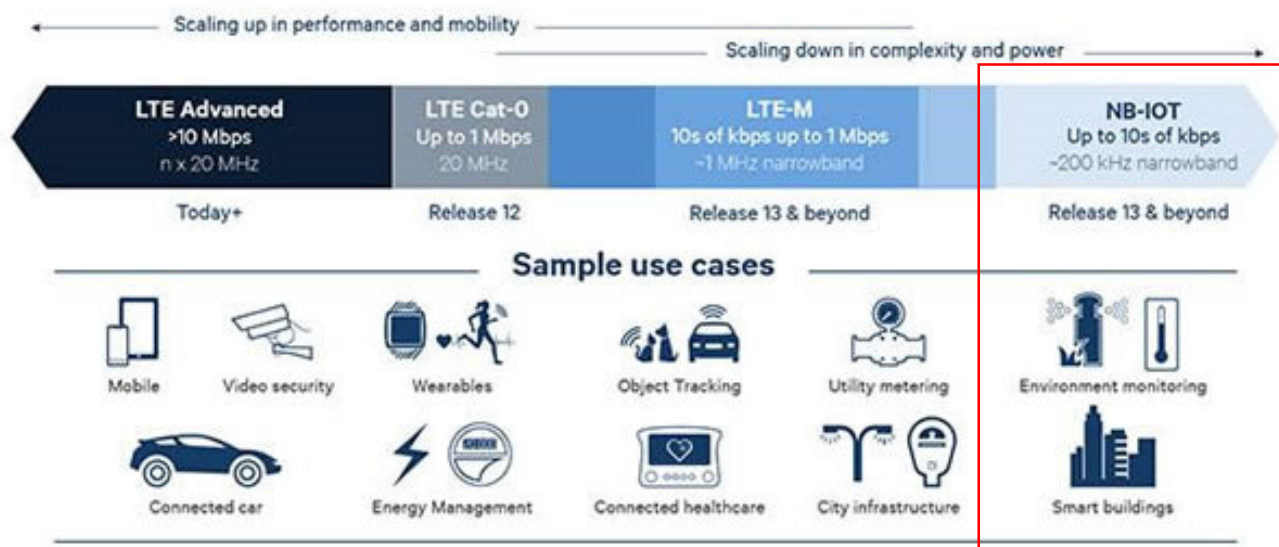 Scaling up in performance and mobility
Scaling down in complexity and power
LTE Advanced
>10 Mbps
n x 20 MHz
LTE Cat-0
Up to 1 Mbps
20 MHz
LTE-M
10s of kbps up to 1 Mbps
~1 MHz narrowband
NB-IOT
Up to 10s of kbps
~200 kHz narrowband
Today+
Release 12
Release 13 & beyond
Release 13 & beyond
Sample use cases
Mobile
Video security
Wearables
Object Tracking
Utility metering
Environment monitoring
Connected car
Energy Management
Connected healthcare
City infrastructure
Smart buildings